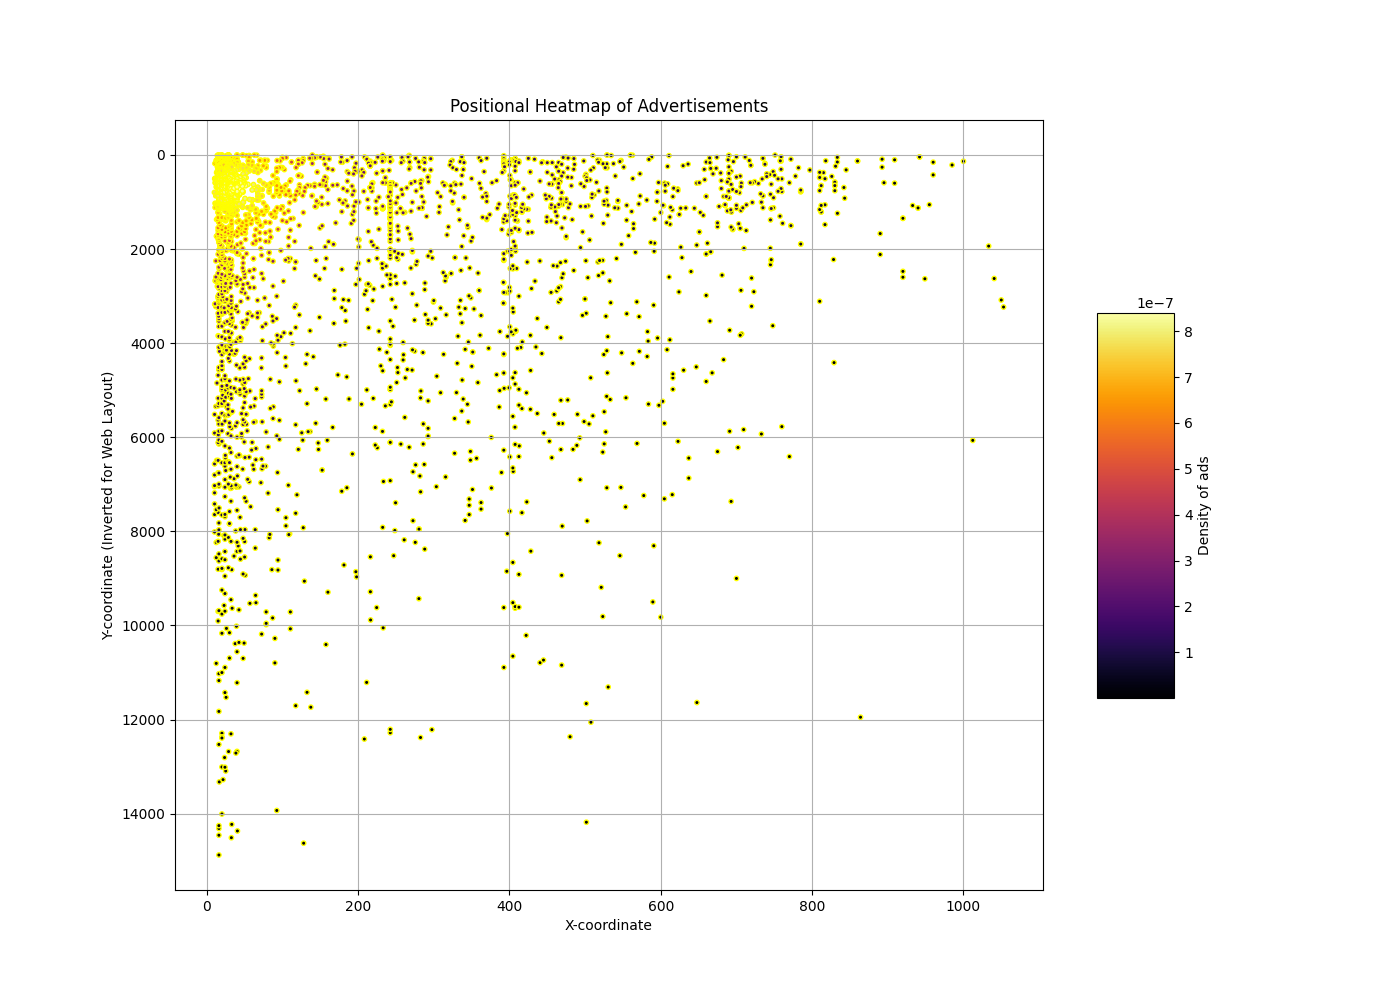 Positional Heatmap of Advertisements
0
2000
4000
6000
8000
10000
12000
14000
Y-coordinate (Inverted for Web Layout)
0 200 400 600 800 1000
X-coordinate
1e−7
8
7
6
5
4
3
2
1
Density of ads